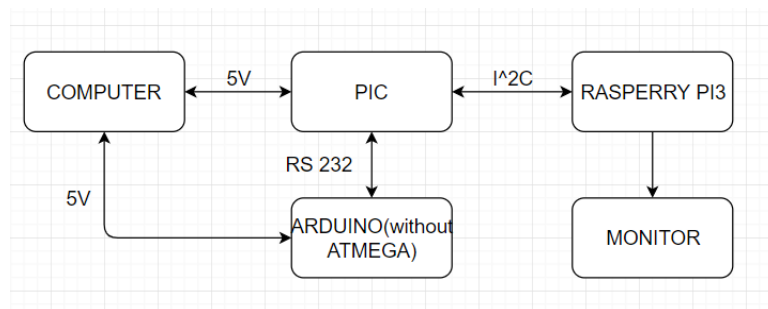 COMPUTER
5V
PIC
I^2C
RASPERRY PI3
RS 232
5V
ARDUINO(without
ATMEGA)
MONITOR